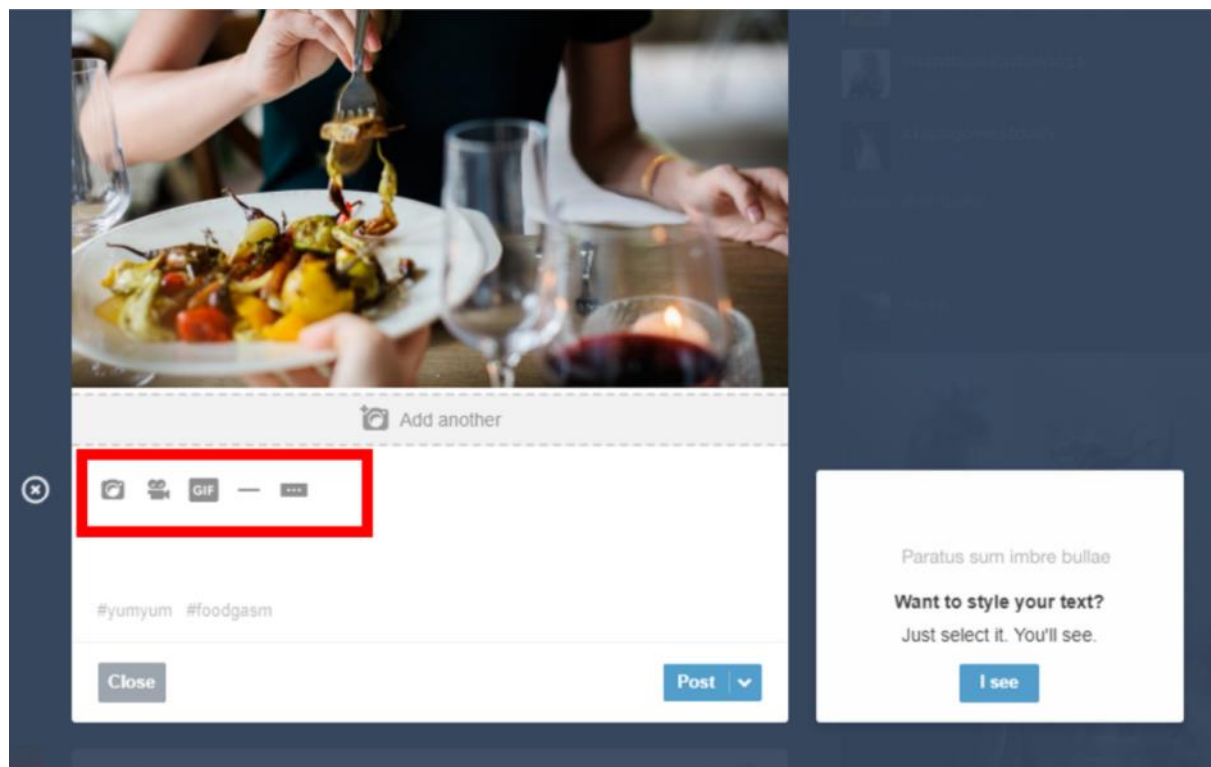 Add another
GIF
#yumyum #foodgasm
Close
Post
Paratus sum imbre bullae
Want to style your text?
Just select it. You'll see.
I see